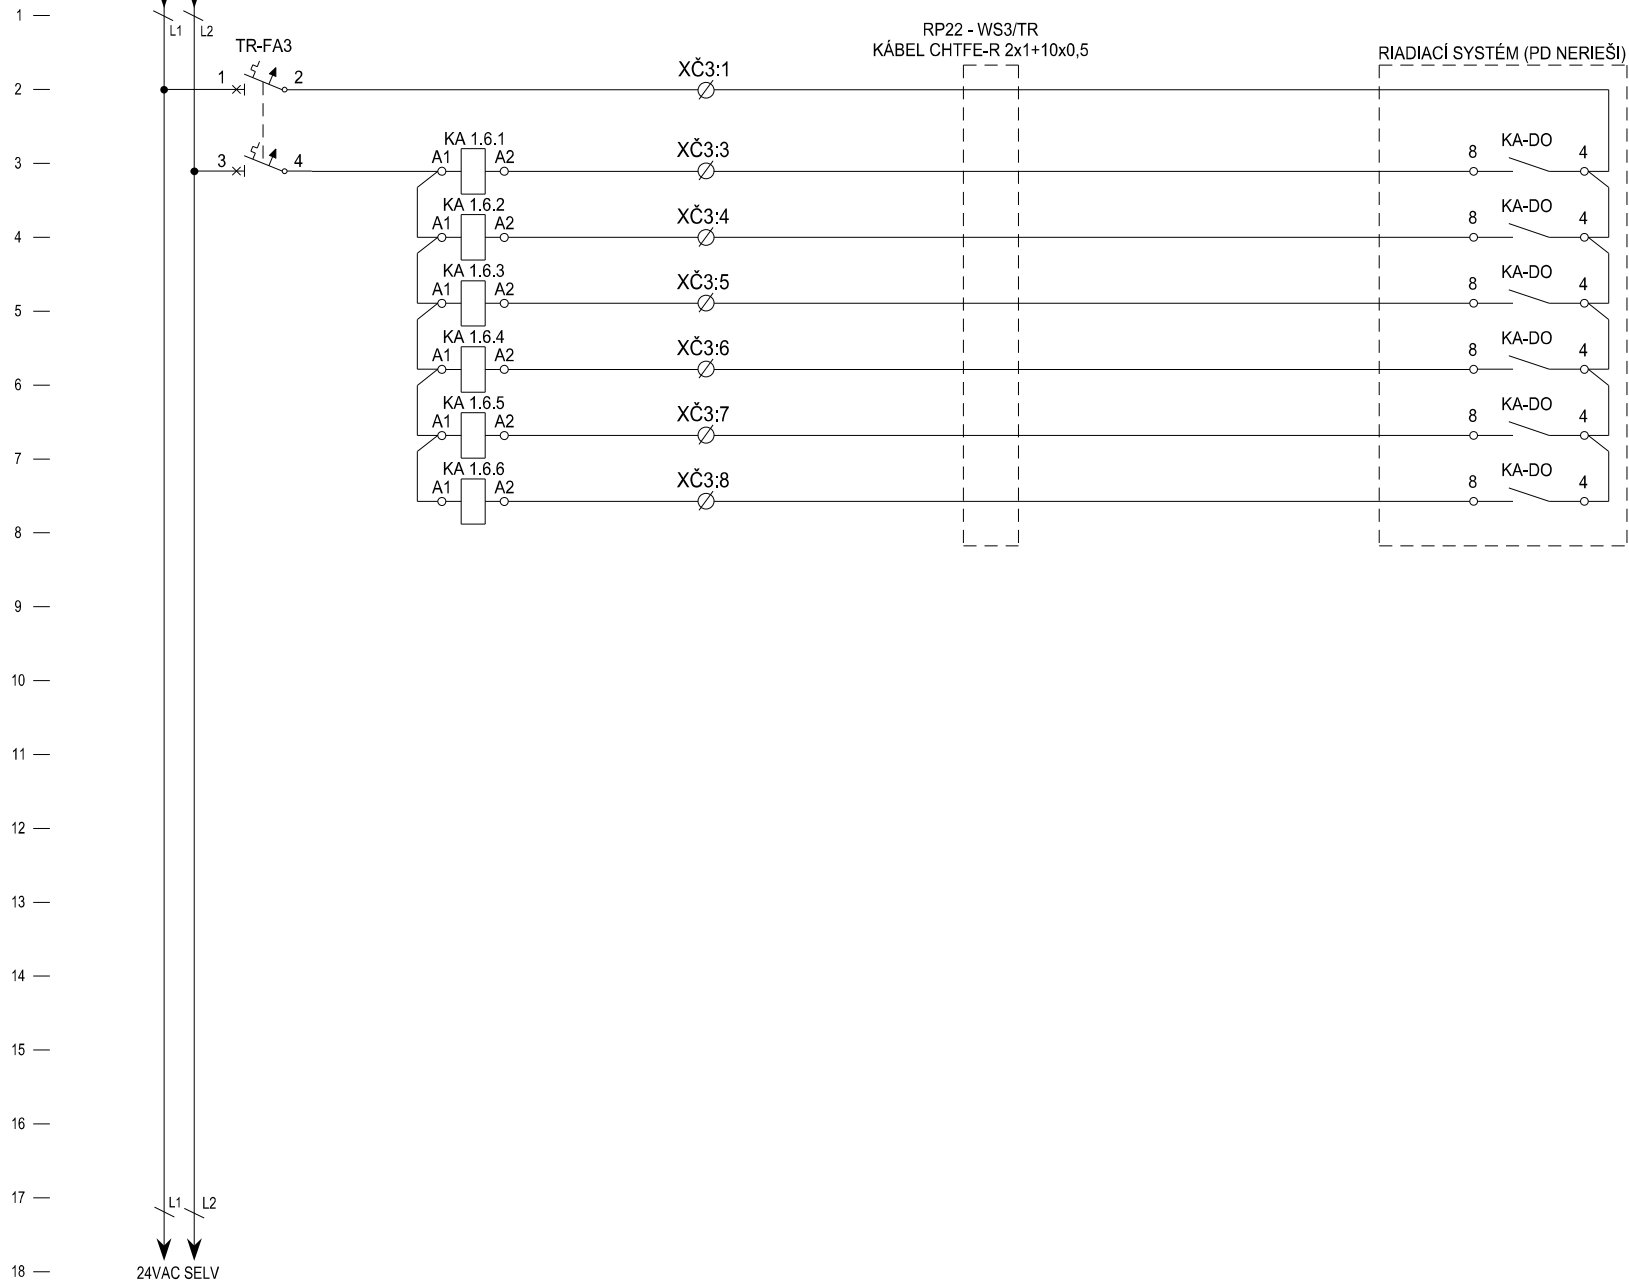 1
L1 L2
TR-FA3
RP22 - WS3/TR
KÁBEL CHTFE-R 2x1+10x0,5
RIADIACÍ SYSTÉM (PD NERIEŠI)
2
1 2
XČ3:1
3
3 4
KA 1.6.1
A1 A2
XČ3:3
8 KA-DO 4
4
KA 1.6.2
A1 A2
XČ3:4
8 KA-DO 4
5
KA 1.6.3
A1 A2
XČ3:5
8 KA-DO 4
6
KA 1.6.4
A1 A2
XČ3:6
8 KA-DO 4
7
KA 1.6.5
A1 A2
XČ3:7
8 KA-DO 4
KA 1.6.6
A1 A2
XČ3:8
8 KA-DO 4
8
9
10
11
12
13
14
15
16
17
L1 L2
18
24VAC SELV